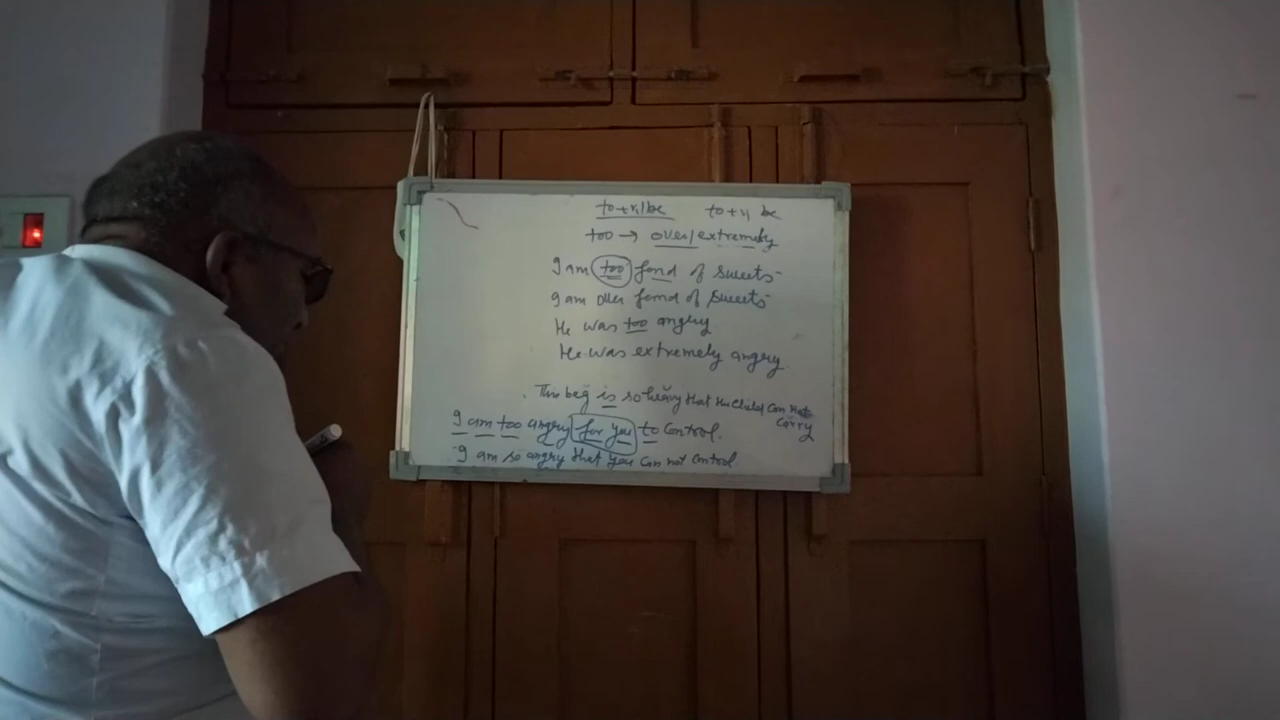 to+v1/be to+v1 be
too → over/extremely
I am too fond of sweets
I am over fond of sweets
He was too angry
He was extremely angry
This bag is so heavy that the child can not
carry
I am too angry for you to control.
I am so angry that you can not control